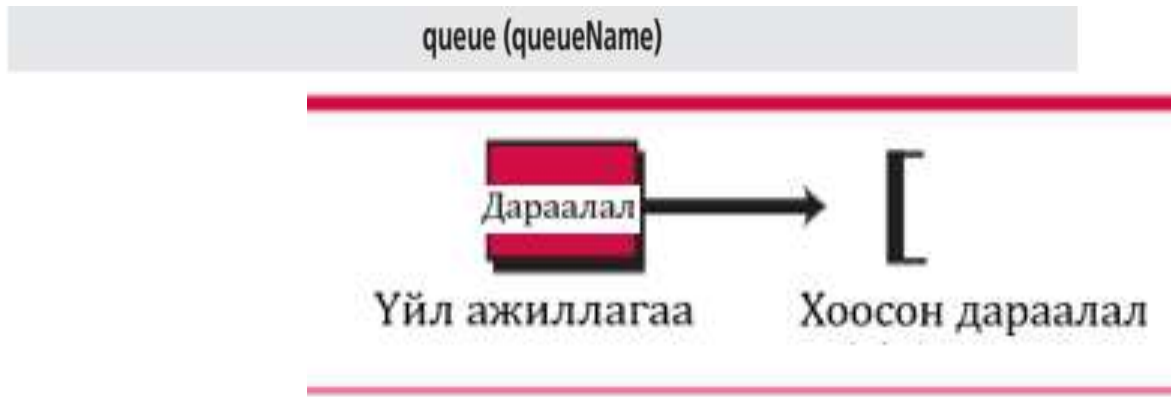 queue (queueName)
Дараалал
Үйл ажиллагаа
Хоосон дараалал